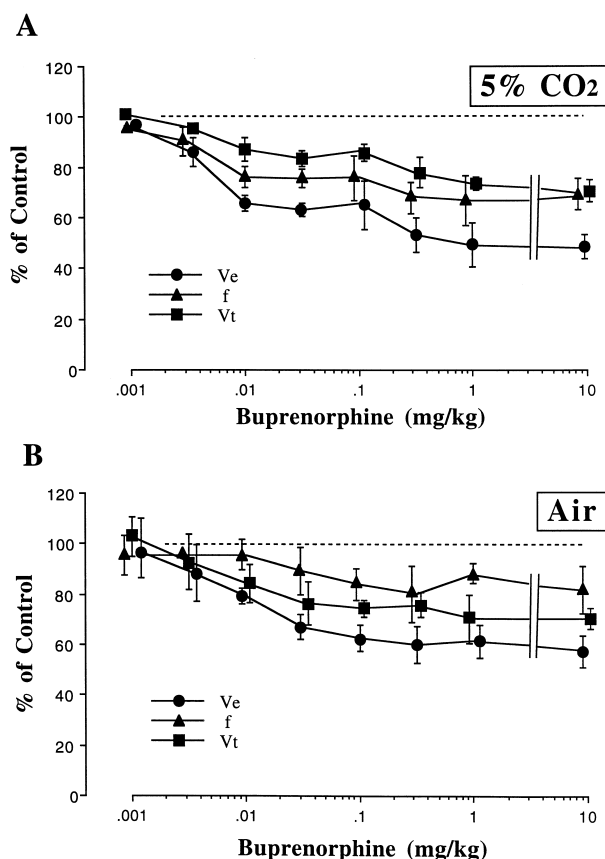 A
5% CO2
% of Control
120
100
80
60
40
20
0
Ve
f
Vt
.001
.01
.1
1
10
Buprenorphine (mg/kg)
B
Air
% of Control
120
100
80
60
40
20
0
Ve
f
Vt
.001
.01
.1
1
10
Buprenorphine (mg/kg)